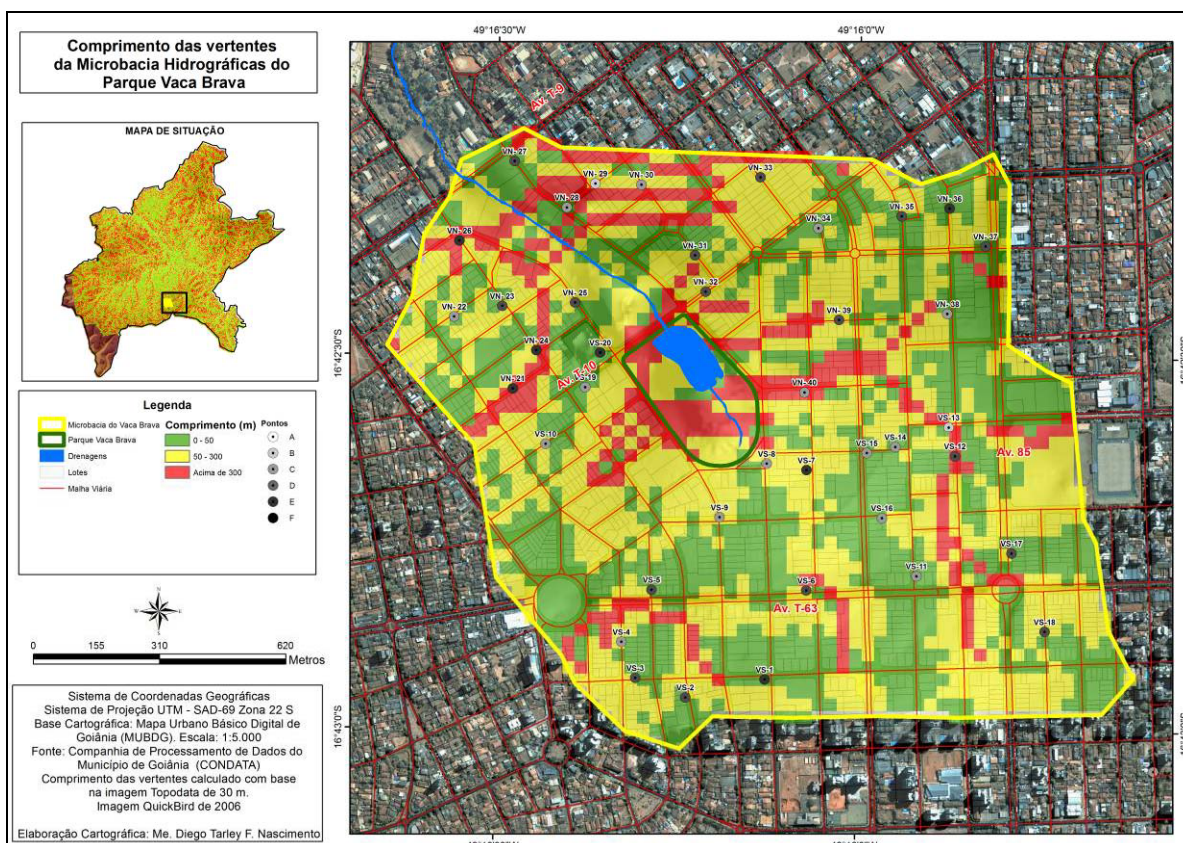 Comprimento das vertentes
da Microbacia Hidrográficas do
Parque Vaca Brava
MAPA DE SITUAÇÃO
Legenda
Microbacia do Vaca Brava
Parque Vaca Brava
Drenagens
Lotes
Malha Viária
Comprimento (m)
0 - 50
50 - 300
Acima de 300
Pontos
A
B
C
D
E
F
N
W
E
S
0 155 310 620
Metros
Sistema de Coordenadas Geográficas
Sistema de Projeção UTM - SAD-69 Zona 22 S
Base Cartográfica: Mapa Urbano Básico Digital de
Goiânia (MUBDG). Escala: 1:5.000
Fonte: Companhia de Processamento de Dados do
Município de Goiânia (CONDATA)
Comprimento das vertentes calculado com base
na imagem Topodata de 30 m.
Imagem QuickBird de 2006
Elaboração Cartográfica: Me. Diego Tarley F. Nascimento
49°16'30"W 49°16'0"W
16°42'30"S
16°43'0"S
Av. T-9
VN- 27
VN- 29
VN- 30
VN- 33
VN- 28
VN- 34
VN- 35
VN- 36
VN- 26
VN- 31
VN- 37
VN- 32
VN- 22
VN- 23
VN- 25
VN- 39
VN- 38
VN- 24
VS-20
Av. T-10
VN- 21
VN- 40
VS-10
VS-13
VS-15
VS-14
VS-12
Av. 85
VS-8
VS-7
VS-9
VS-16
VS-17
VS-11
VS-5
VS-6
Av. T-63
VS-4
VS-18
VS-3
VS-1
VS-2